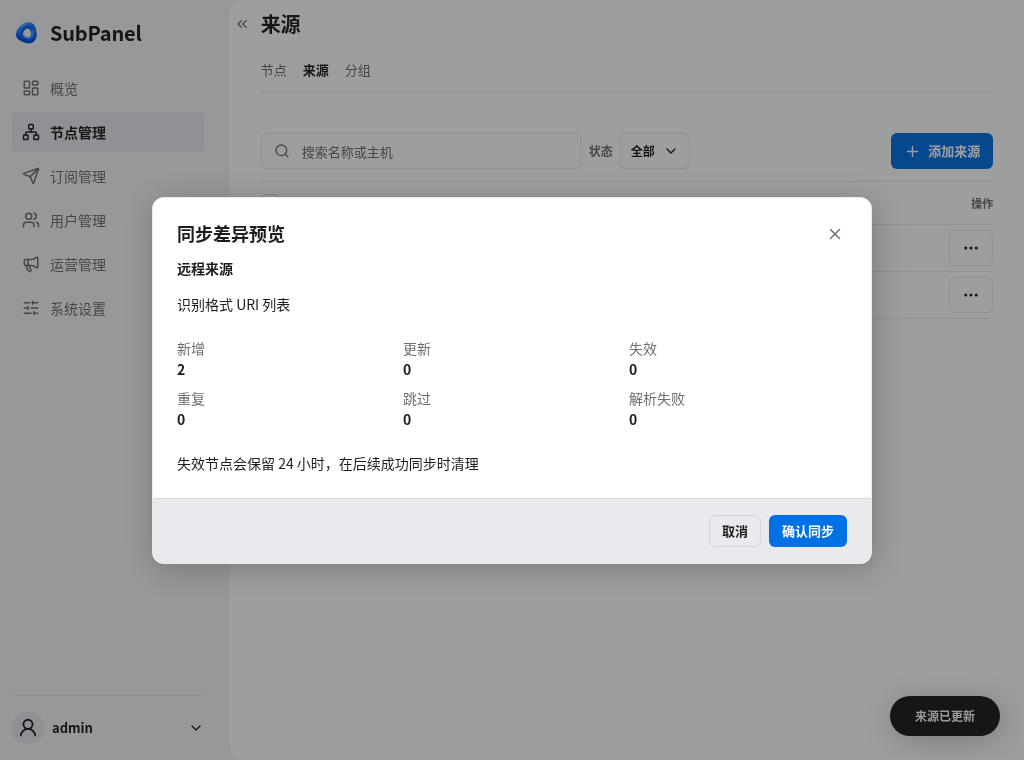 SubPanel
概览
节点管理
订阅管理
用户管理
运营管理
系统设置
admin
来源
节点 来源 分组
搜索名称或主机 状态 全部 添加来源
操作
同步差异预览
远程来源
识别格式 URI 列表
新增 更新 失效
2 0 0
重复 跳过 解析失败
0 0 0
失效节点会保留 24 小时，在后续成功同步时清理
取消 确认同步
来源已更新